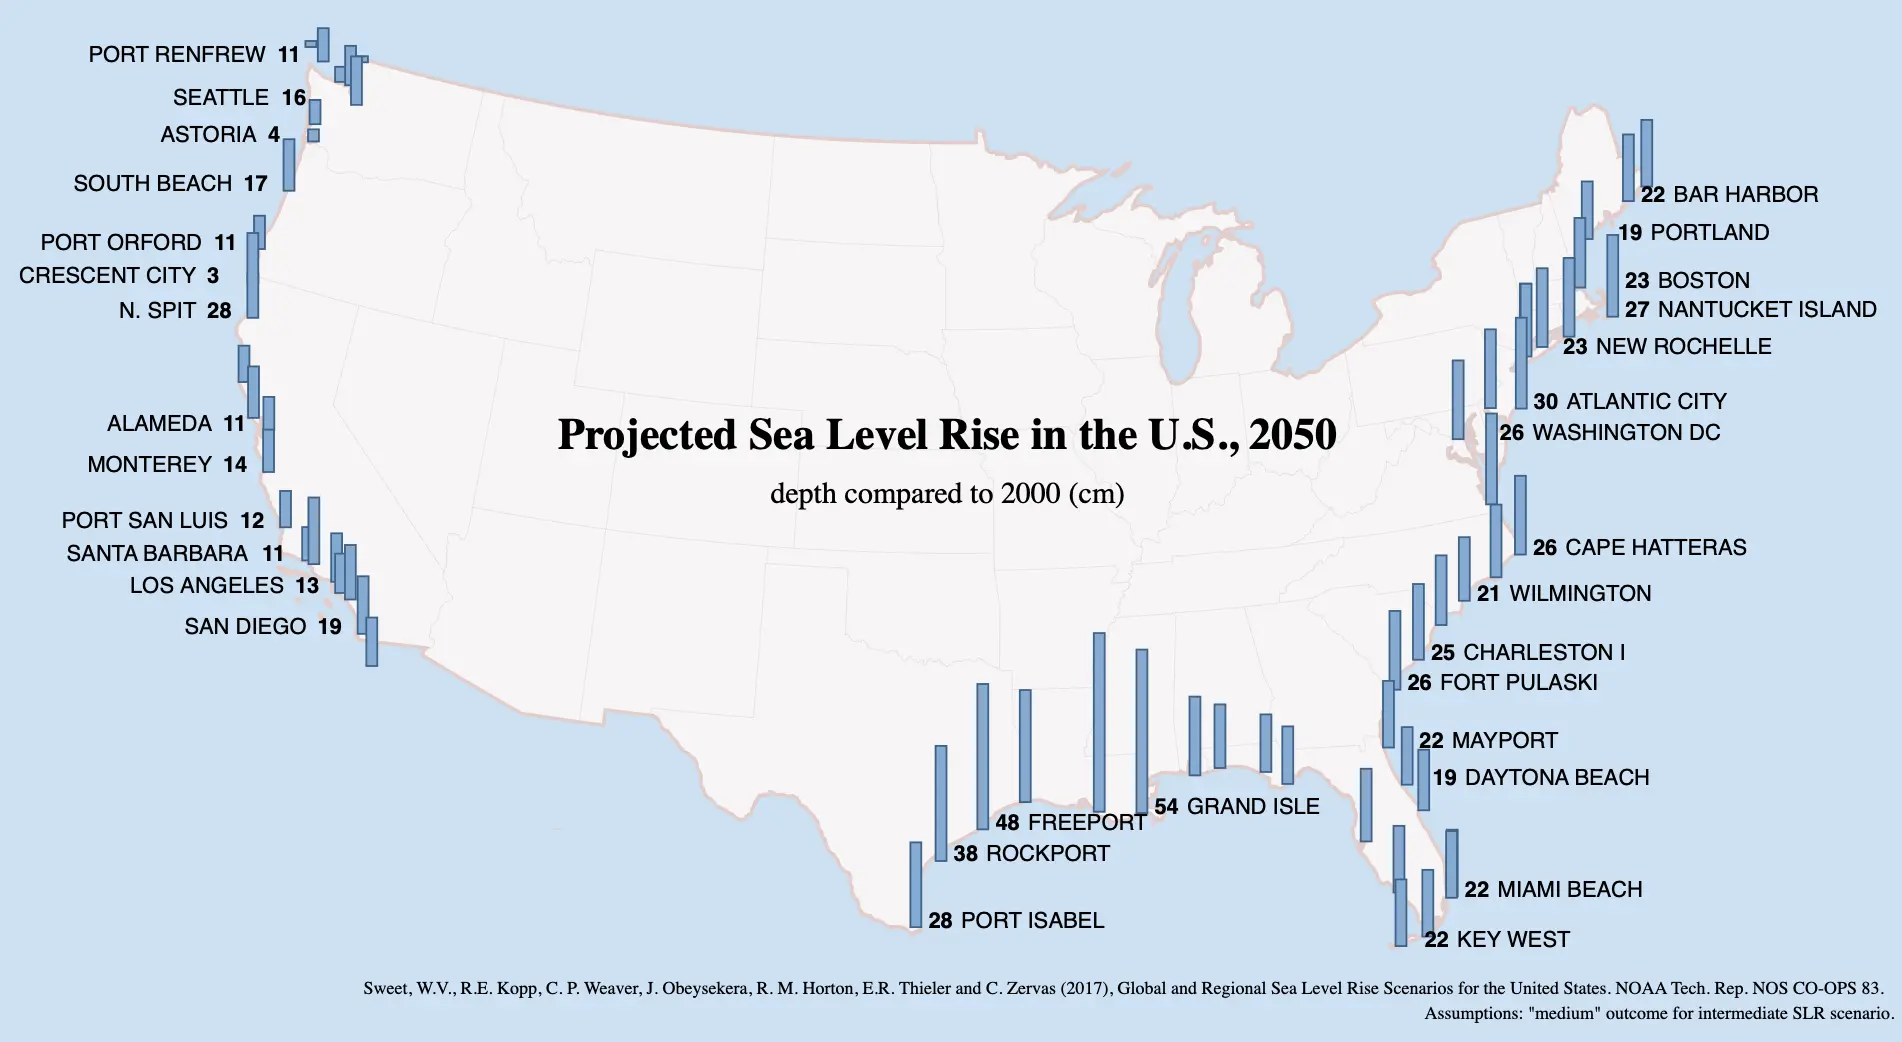 PORT RENFREW 11
SEATTLE 16
ASTORIA 4
SOUTH BEACH 17
PORT ORFORD 11
CRESCENT CITY 3
N. SPIT 28
ALAMEDA 11
MONTEREY 14
PORT SAN LUIS 12
SANTA BARBARA 11
LOS ANGELES 13
SAN DIEGO 19
Projected Sea Level Rise in the U.S., 2050
depth compared to 2000 (cm)
22 BAR HARBOR
19 PORTLAND
23 BOSTON
27 NANTUCKET ISLAND
23 NEW ROCHELLE
30 ATLANTIC CITY
26 WASHINGTON DC
26 CAPE HATTERAS
21 WILMINGTON
25 CHARLESTON I
26 FORT PULASKI
22 MAYPORT
19 DAYTONA BEACH
54 GRAND ISLE
48 FREEPORT
38 ROCKPORT
28 PORT ISABEL
22 MIAMI BEACH
22 KEY WEST
Sweet, W.V., R.E. Kopp, C. P. Weaver, J. Obeysekera, R. M. Horton, E.R. Thieler and C. Zervas (2017), Global and Regional Sea Level Rise Scenarios for the United States. NOAA Tech. Rep. NOS CO-OPS 83.
Assumptions: "medium" outcome for intermediate SLR scenario.